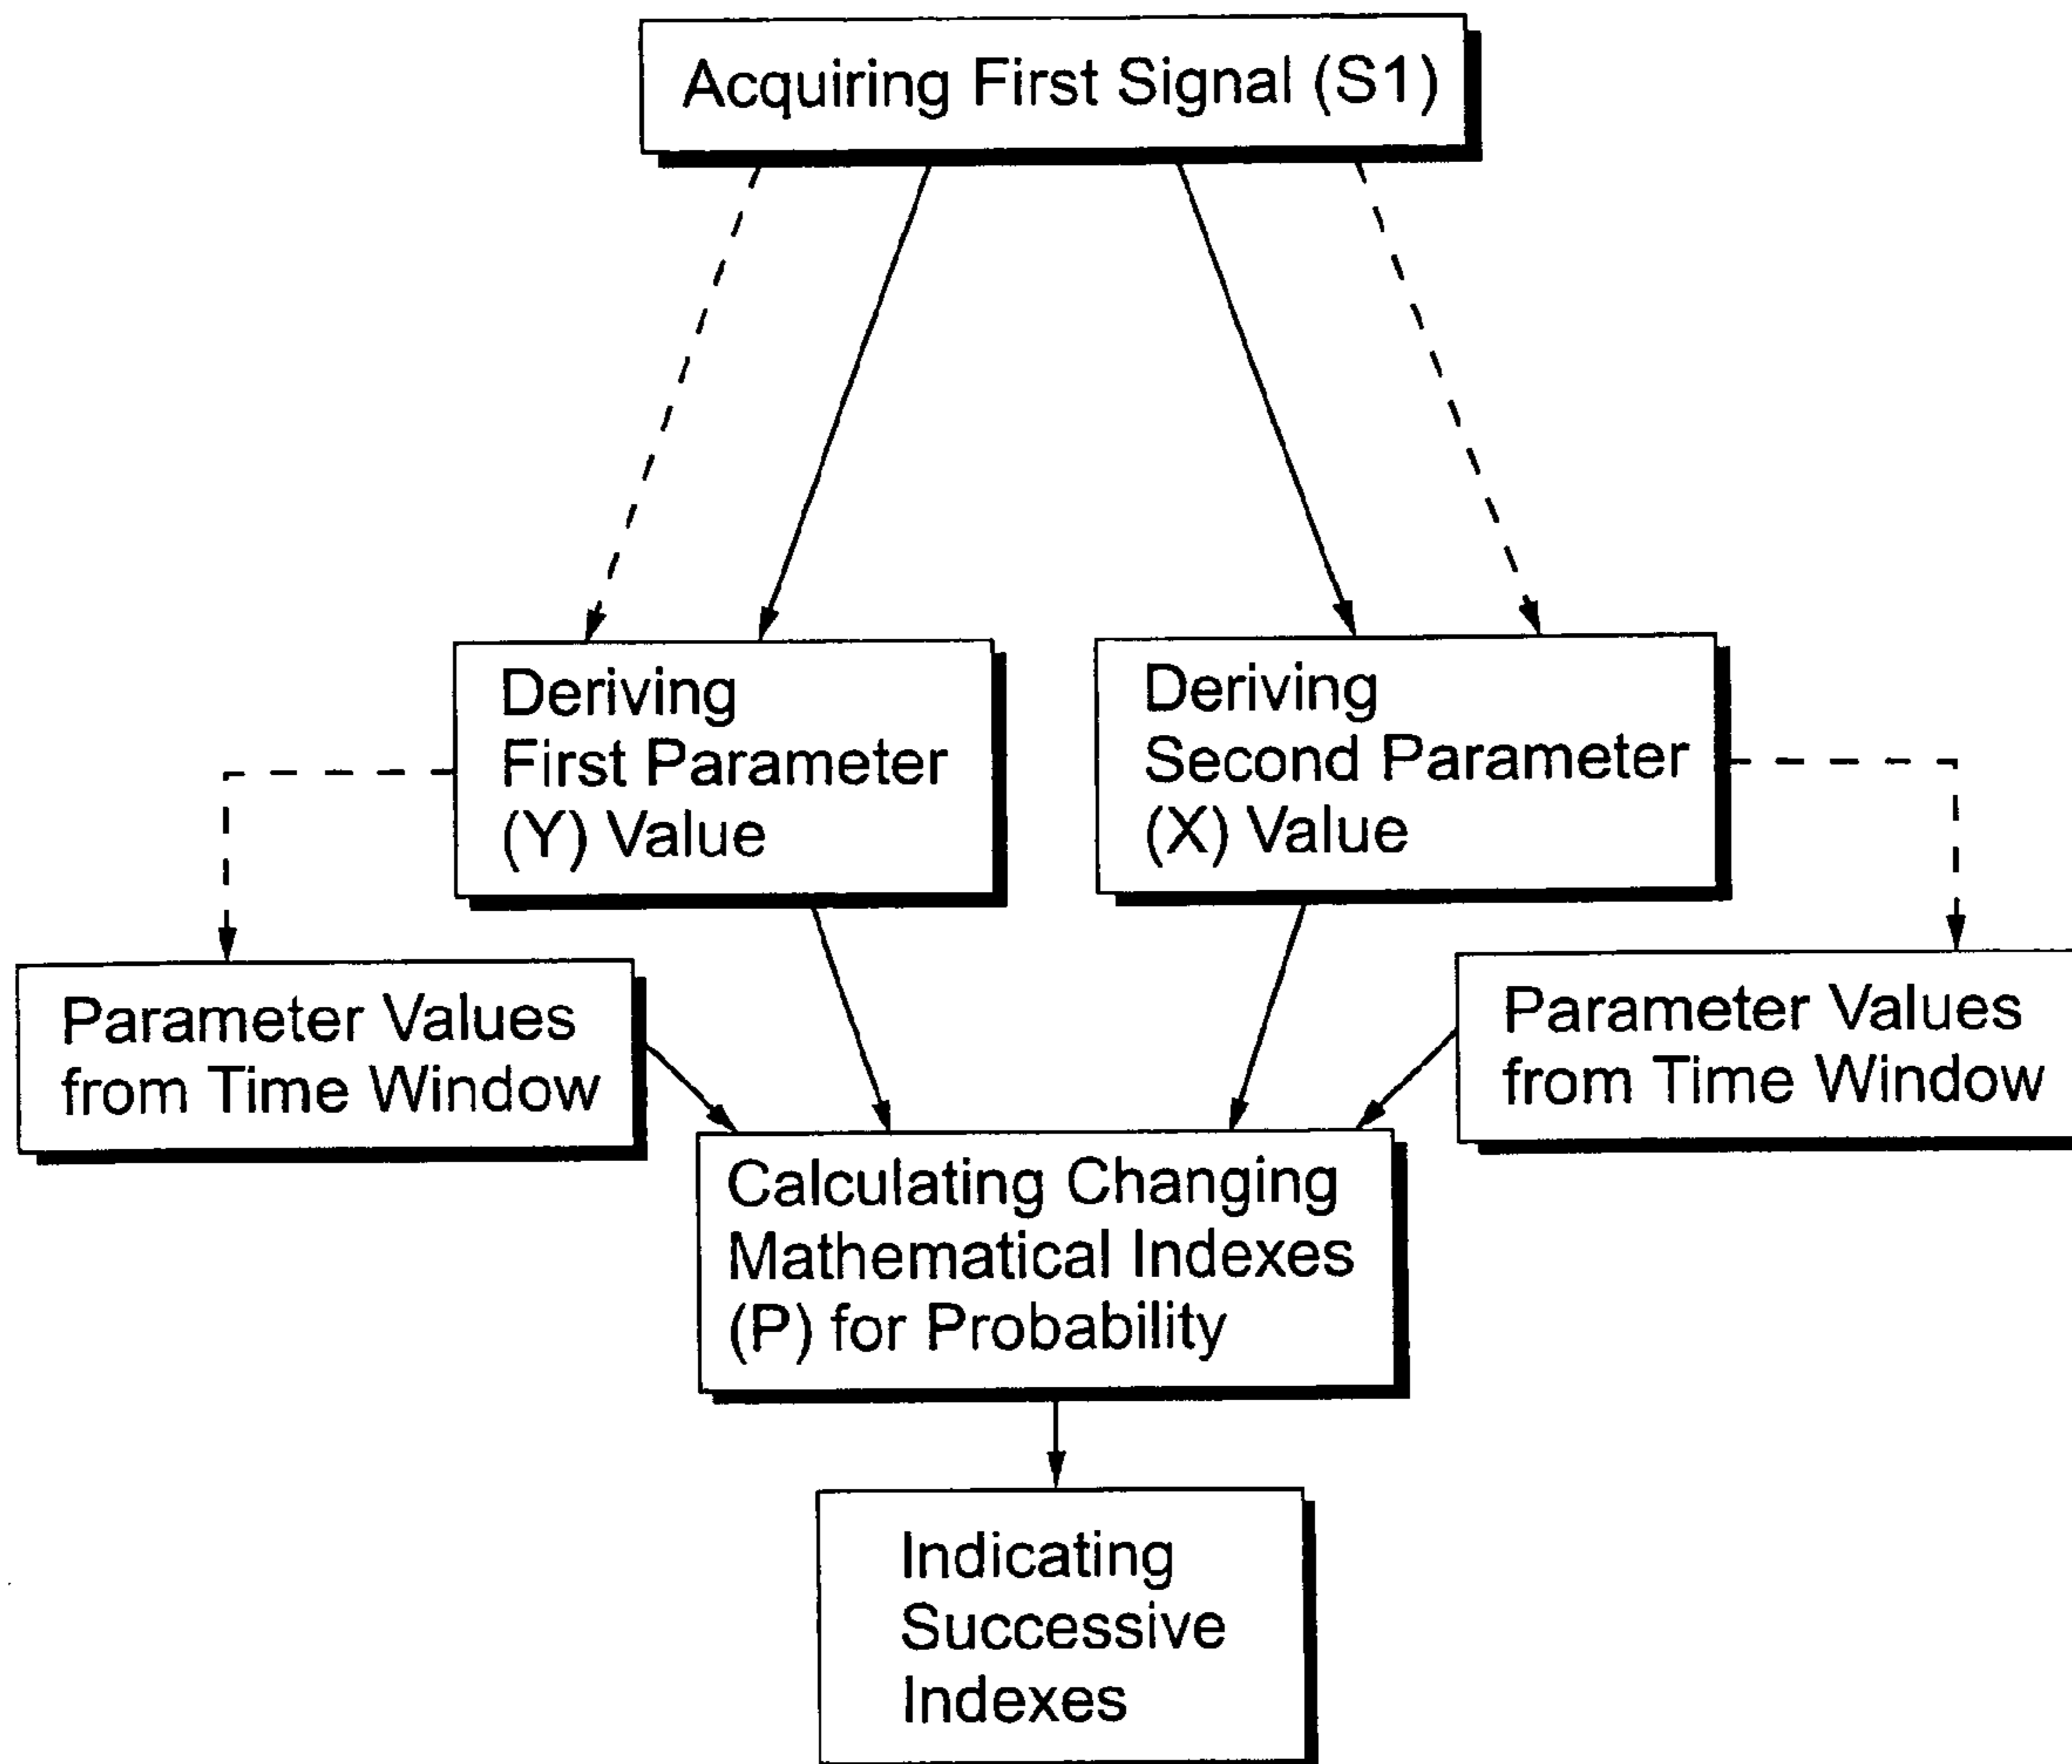 Acquiring First Signal (S1)
Deriving
First Parameter
(Y) Value
Deriving
Second Parameter
(X) Value
Parameter Values
from Time Window
Parameter Values
from Time Window
Calculating Changing
Mathematical Indexes
(P) for Probability
Indicating
Successive
Indexes